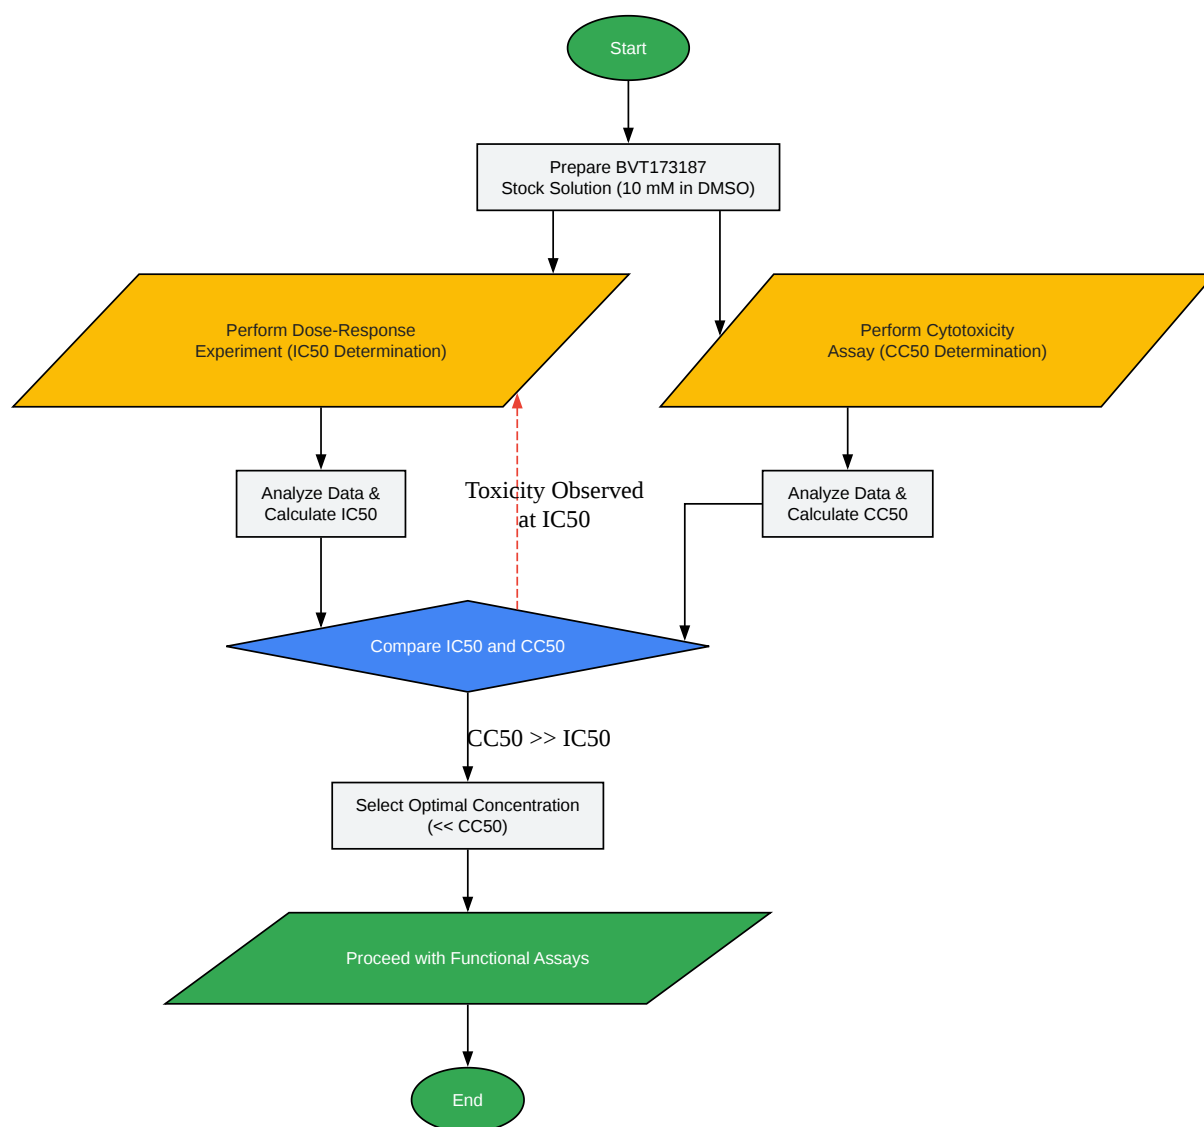 Start
Prepare BVT173187
Stock Solution (10 mM in DMSO)
Perform Dose-Response
Experiment (IC50 Determination)
Perform Cytotoxicity
Assay (CC50 Determination)
Analyze Data &
Calculate IC50
Toxicity Observed
at IC50
Analyze Data &
Calculate CC50
Compare IC50 and CC50
CC50 >> IC50
Select Optimal Concentration
(<< CC50)
Proceed with Functional Assays
End